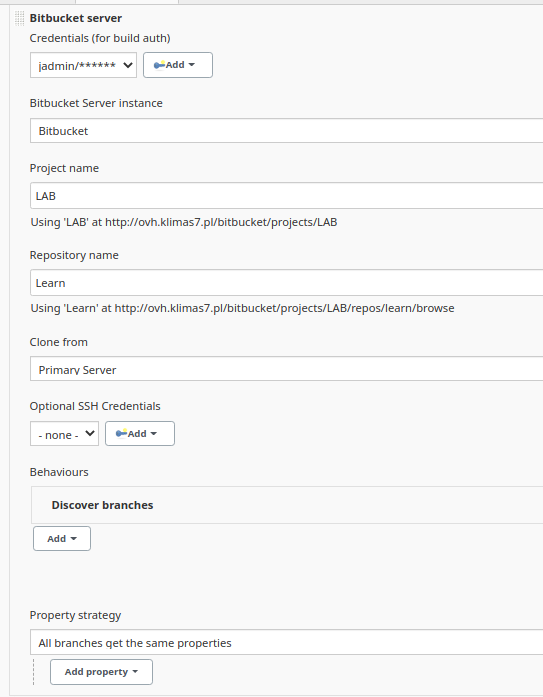 Bitbucket server
Credentials (for build auth)
jadmin/******
Add
Bitbucket Server instance
Bitbucket
Project name
LAB
Using 'LAB' at http://ovh.klimas7.pl/bitbucket/projects/LAB
Repository name
Learn
Using 'Learn' at http://ovh.klimas7.pl/bitbucket/projects/LAB/repos/learn/browse
Clone from
Primary Server
Optional SSH Credentials
- none -
Add
Behaviours
Discover branches
Add
Property strategy
All branches get the same properties
Add property